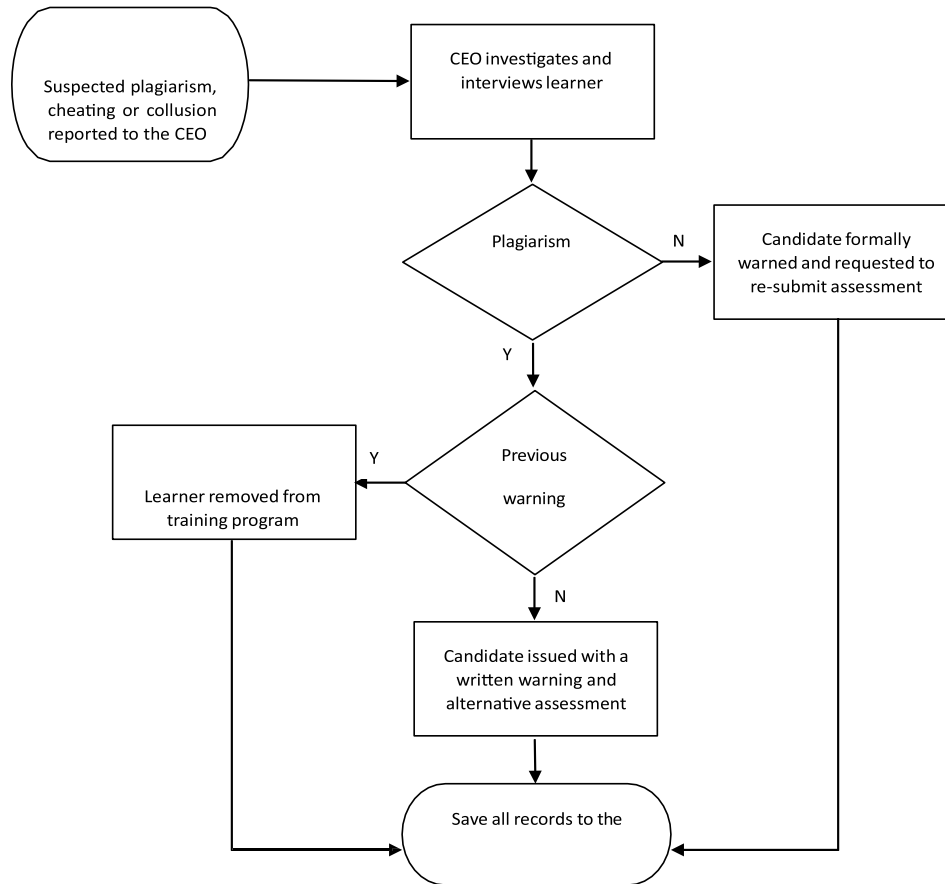 Suspected plagiarism,
cheating or collusion
reported to the CEO
CEO investigates and
interviews learner
Plagiarism
N
Candidate formally
warned and requested to
re-submit assessment
Y
Previous
warning
Y
Learner removed from
training program
N
Candidate issued with a
written warning and
alternative assessment
Save all records to the